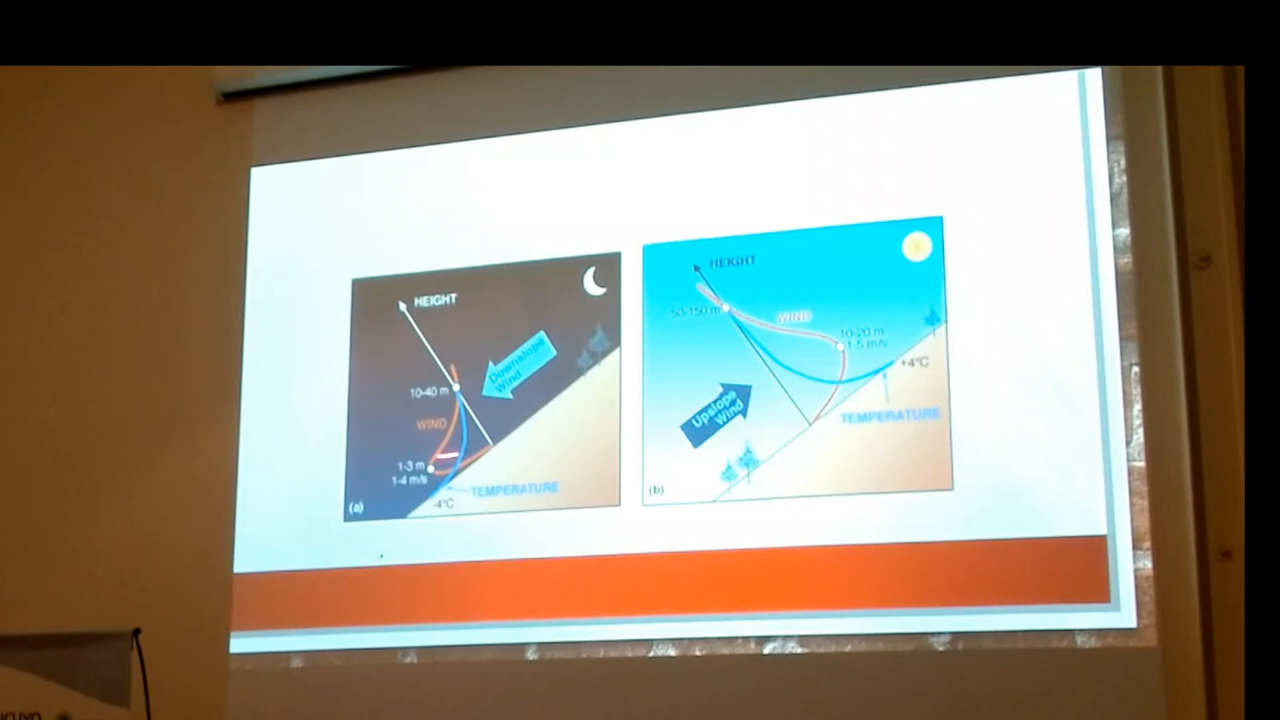 HEIGHT
10-40 m
Downslope
Wind
WIND
1-3 m
1-4 m/s
TEMPERATURE
-4°C
(a)
HEIGHT
50-150 m
WIND
10-20 m
1-5 m/s
+4°C
Upslope
Wind
TEMPERATURE
(b)